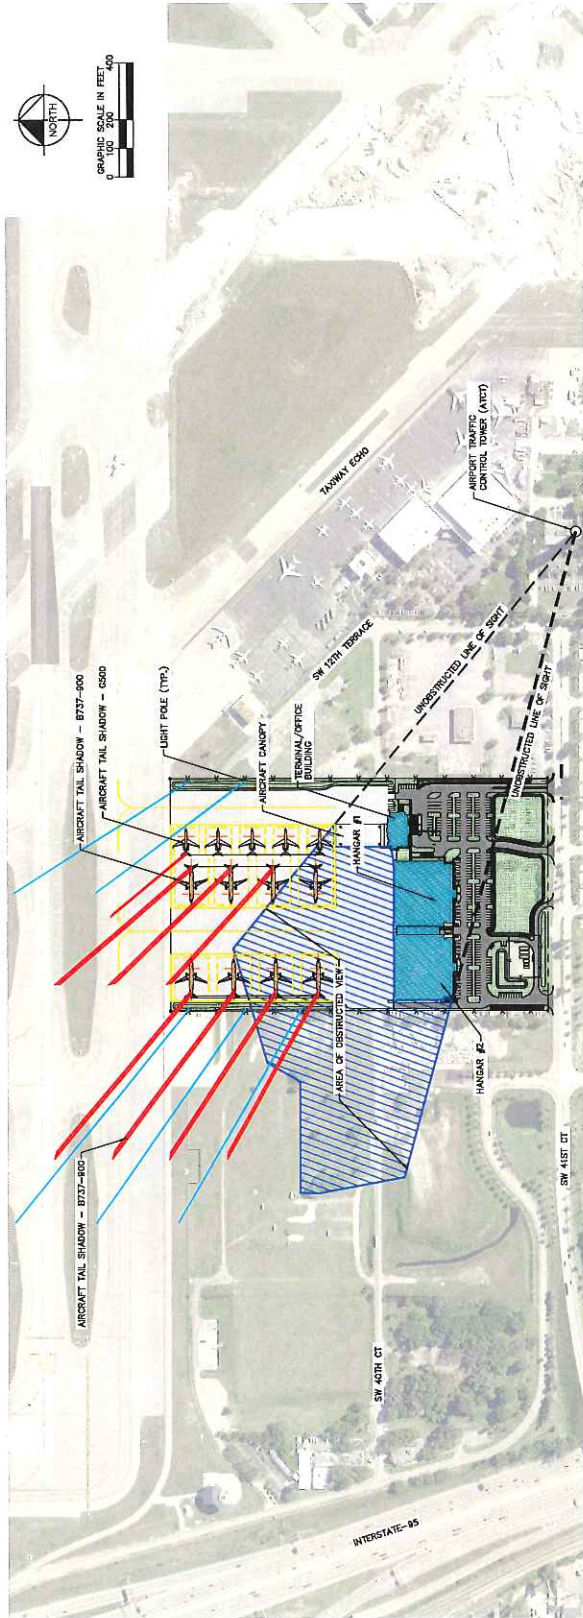 NORTH
GRAPHIC SCALE IN FEET
0 100 200 400
AIRCRAFT TAIL SHADOW - B737-900
AIRCRAFT TAIL SHADOW - G500
LIGHT POLE (TYP.)
AIRCRAFT CANOPY
TERMINAL/OFFICE
BUILDING
HANGAR #1
TAXIWAY ECHO
SW 12TH TERRACE
AIRPORT TRAFFIC
CONTROL TOWER (ATCT)
UNOBSTRUCTED LINE OF SIGHT
UNOBSTRUCTED LINE OF SIGHT
AREA OF OBSTRUCTED VIEW
HANGAR #2
AIRCRAFT TAIL SHADOW - B737-900
SW 41ST CT
SW 40TH CT
INTERSTATE-95